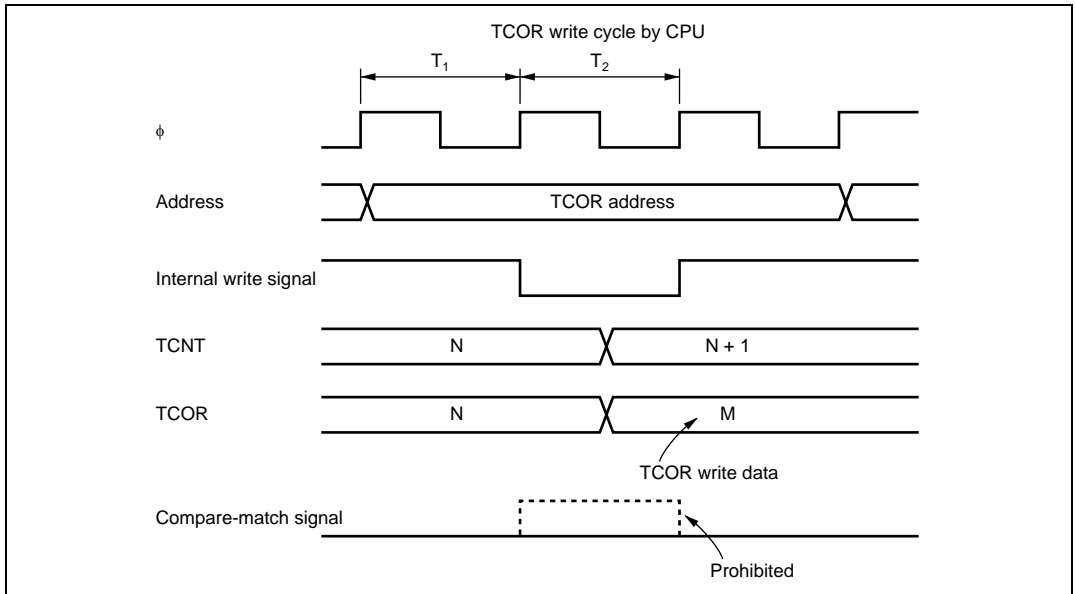 TCOR write cycle by CPU
T1 T2
ϕ
Address TCOR address
Internal write signal
TCNT N N + 1
TCOR N M
TCOR write data
Compare-match signal
Prohibited